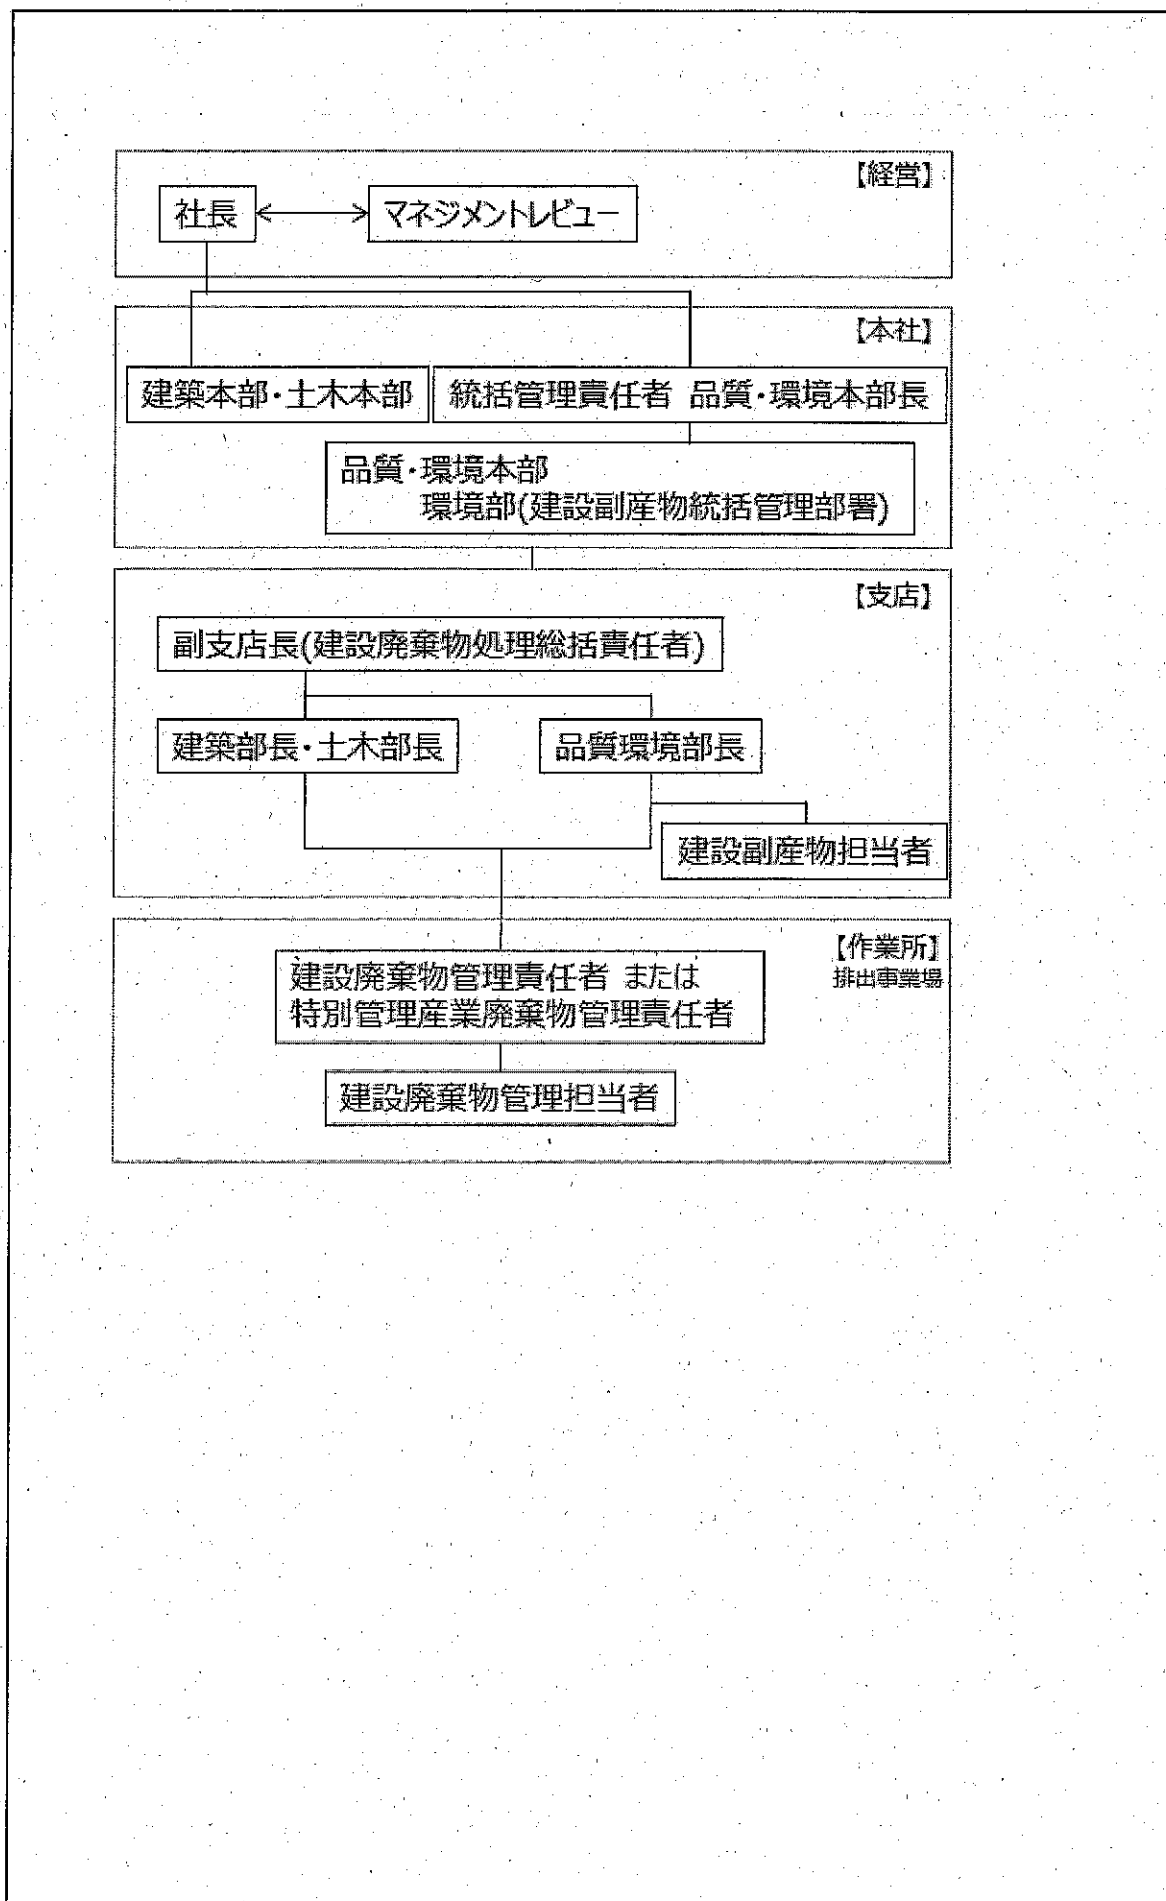 【経営】
社長
マネジメントレビュー
【本社】
建築本部・土木本部
統括管理責任者 品質・環境本部長
品質・環境本部
環境部(建設副産物統括管理部署)
【支店】
副支店長(建設廃棄物処理総括責任者)
建築部長・土木部長
品質環境部長
建設副産物担当者
【作業所】
排出事業場
建設廃棄物管理責任者 または
特別管理産業廃棄物管理責任者
建設廃棄物管理担当者